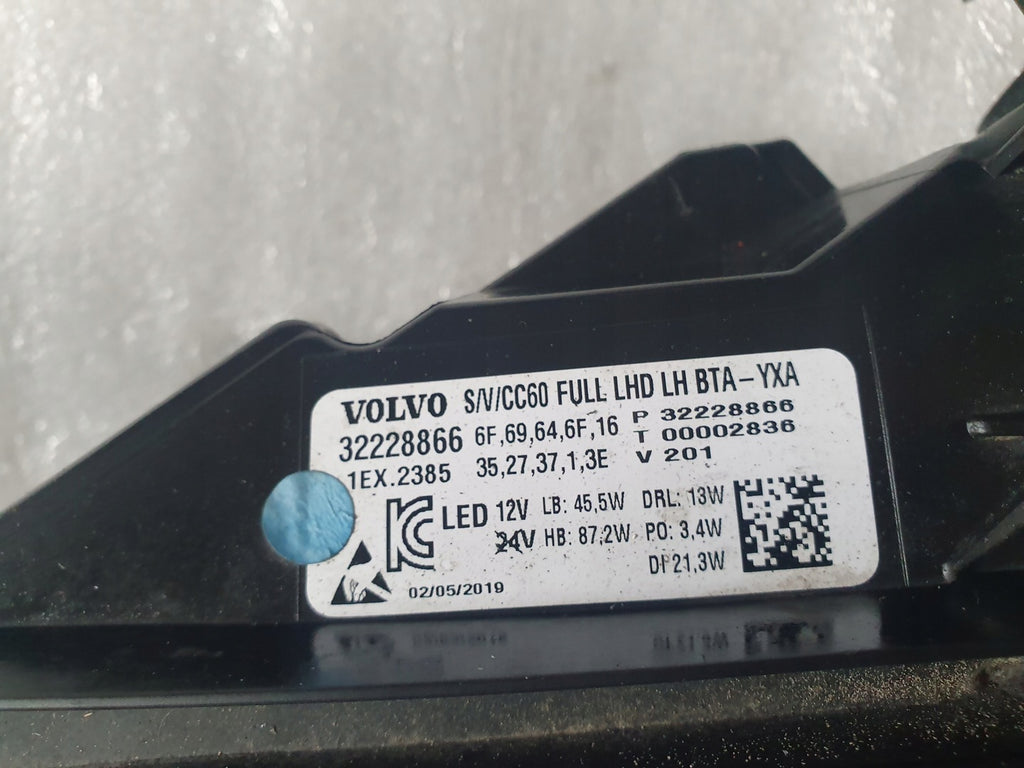 VOLVO S/V/CC60 FULL LHD LH BTA-YXA
32228866 6F,69,64,6F,16 P 32228866
T 00002836
1EX.2385 35,27,37,1,3E V 201
KC LED 12V LB: 45,5W DRL: 13W
24V HB: 87,2W PO: 3,4W
DI 21,3W
02/05/2019